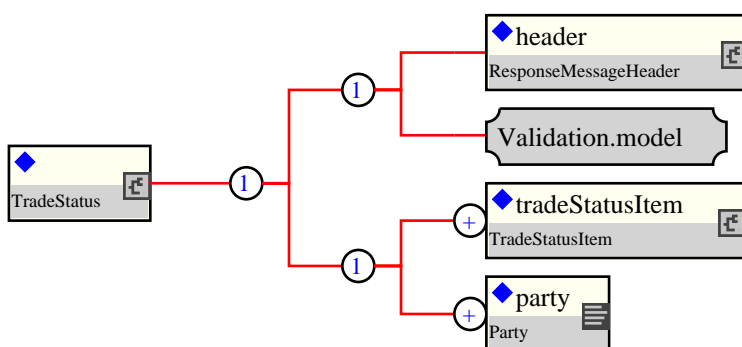 header
ResponseMessageHeader
1
Validation.model
TradeStatus
1
tradeStatusItem
+
TradeStatusItem
1
party
+
Party